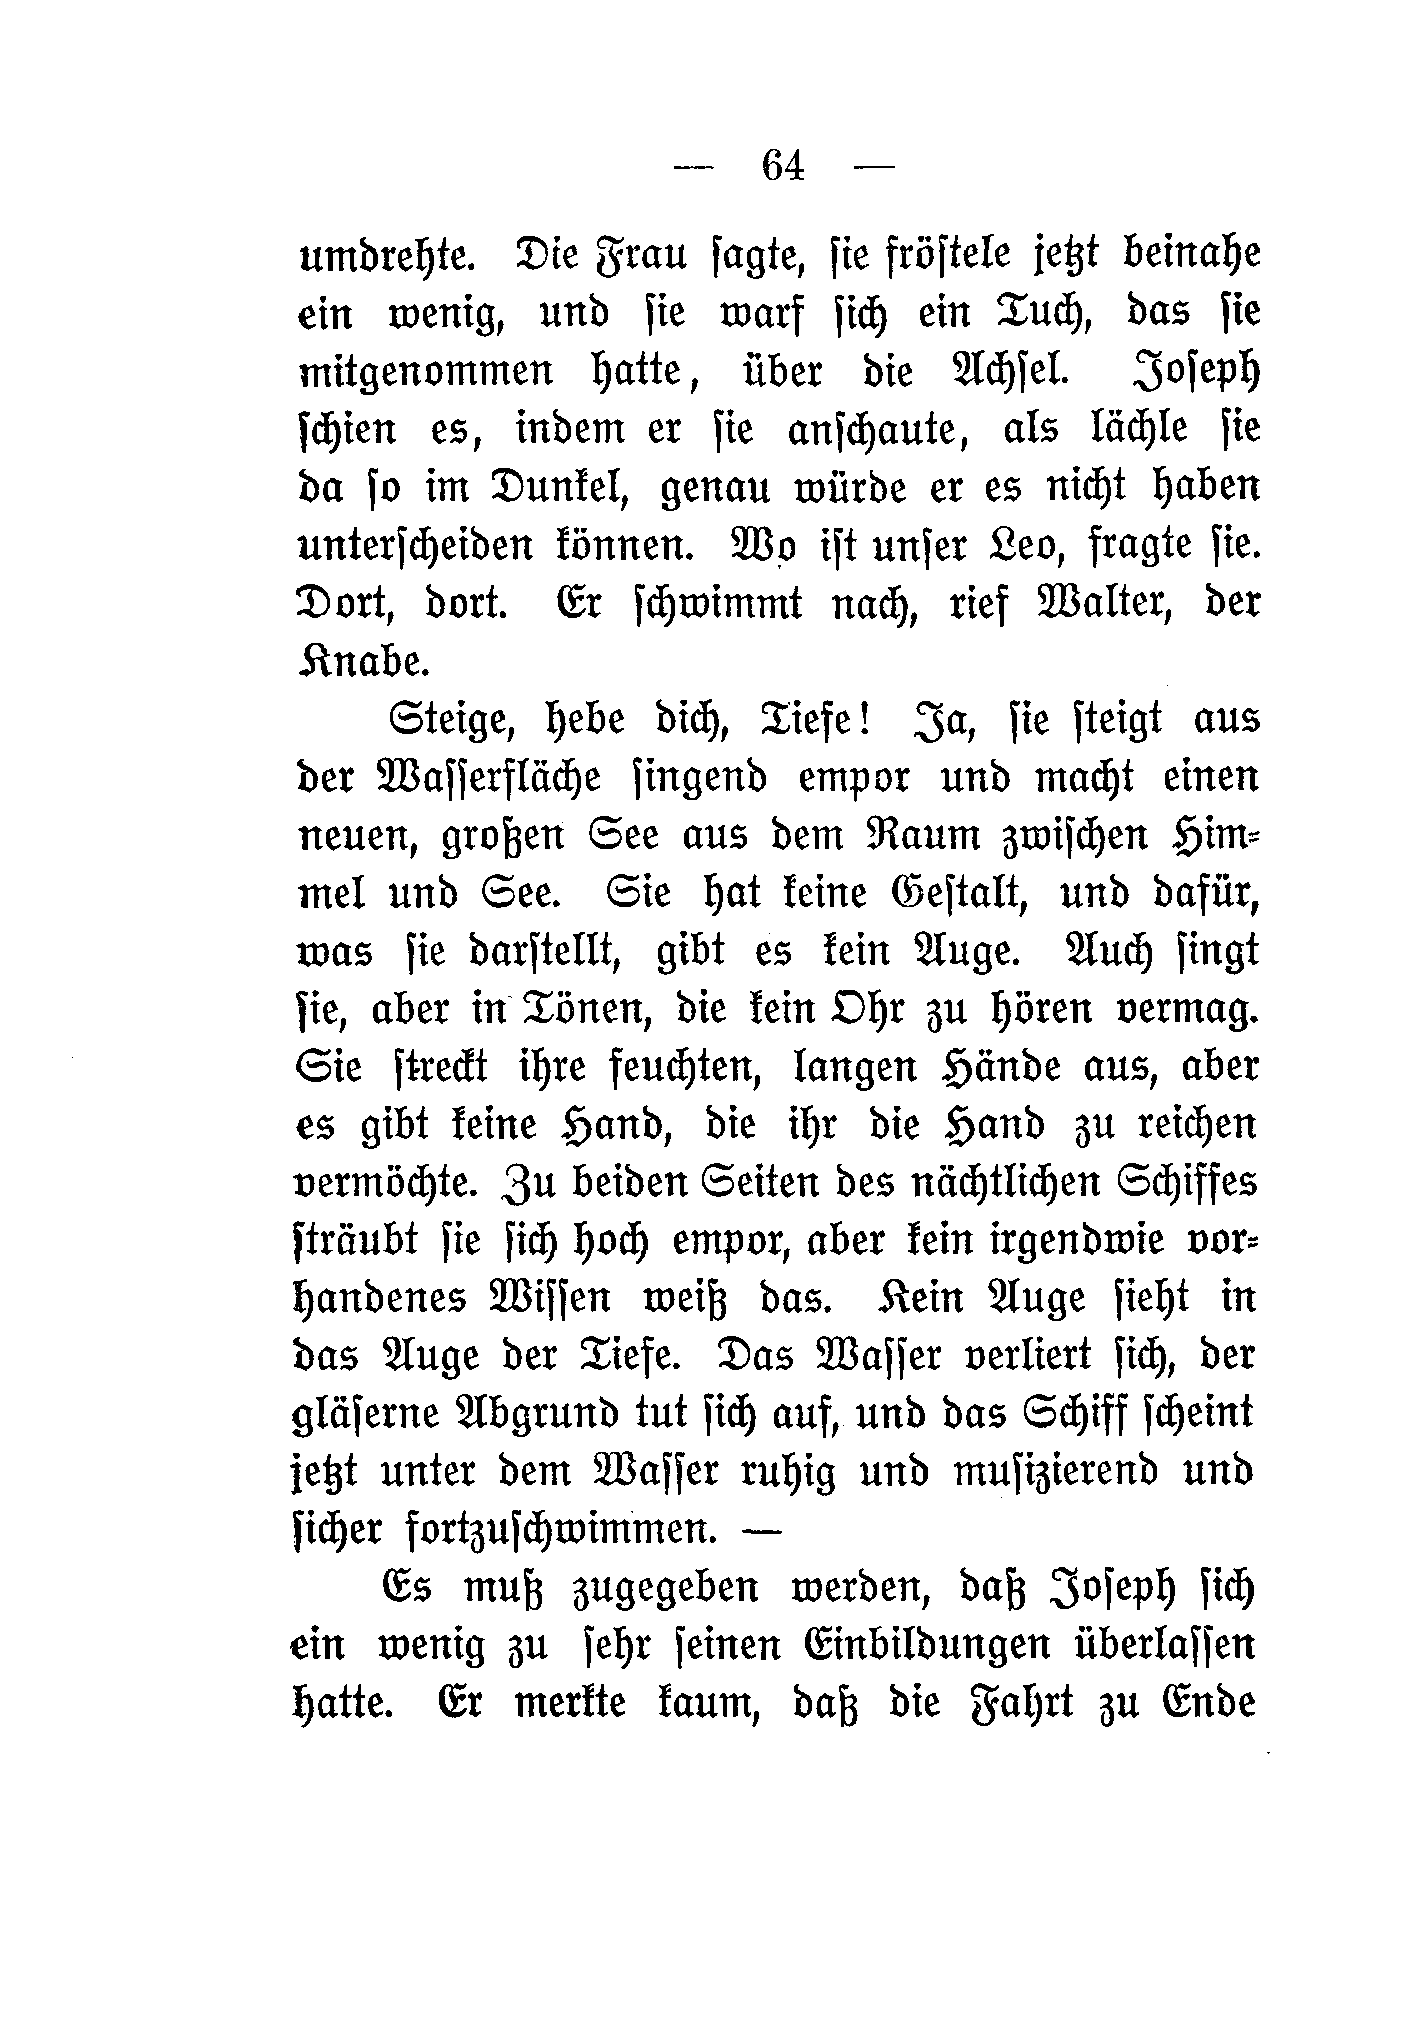 — 64 —
umdrehte. Die Frau ſagte, ſie fröſtele jetzt beinahe
ein wenig, und ſie warf ſich ein Tuch, das ſie
mitgenommen hatte, über die Achſel. Joſeph
ſchien es, indem er ſie anſchaute, als lächle ſie
da ſo im Dunkel, genau würde er es nicht haben
unterſcheiden können. Wo iſt unſer Leo, fragte ſie.
Dort, dort. Er ſchwimmt nach, rief Walter, der
Knabe.
Steige, hebe dich, Tiefe! Ja, ſie ſteigt aus
der Waſſerfläche ſingend empor und macht einen
neuen, großen See aus dem Raum zwiſchen Him⸗
mel und See. Sie hat keine Geſtalt, und dafür,
was ſie darſtellt, gibt es kein Auge. Auch ſingt
ſie, aber in Tönen, die kein Ohr zu hören vermag.
Sie ſtreckt ihre feuchten, langen Hände aus, aber
es gibt keine Hand, die ihr die Hand zu reichen
vermöchte. Zu beiden Seiten des nächtlichen Schiffes
ſträubt ſie ſich hoch empor, aber kein irgendwie vor⸗
handenes Wiſſen weiß das. Kein Auge ſieht in
das Auge der Tiefe. Das Waſſer verliert ſich, der
gläſerne Abgrund tut ſich auf, und das Schiff ſcheint
jetzt unter dem Waſſer ruhig und muſizierend und
ſicher fortzuſchwimmen. —
Es muß zugegeben werden, daß Joſeph ſich
ein wenig zu ſehr ſeinen Einbildungen überlaſſen
hatte. Er merkte kaum, daß die Fahrt zu Ende